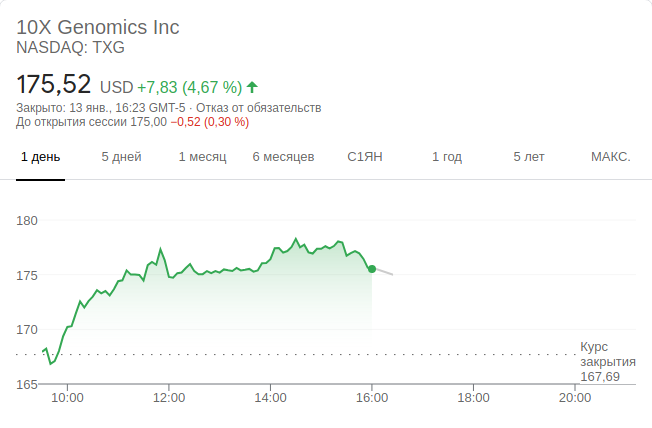 10X Genomics Inc
NASDAQ: TXG
175,52 USD +7,83 (4,67 %)
Закрыто: 13 янв., 16:23 GMT-5 · Отказ от обязательств
До открытия сессии 175,00 −0,52 (0,30 %)
1 день 5 дней 1 месяц 6 месяцев С1ЯН 1 год 5 лет МАКС.
180
175
170
Курс
закрытия
167,69
165
10:00 12:00 14:00 16:00 18:00 20:00